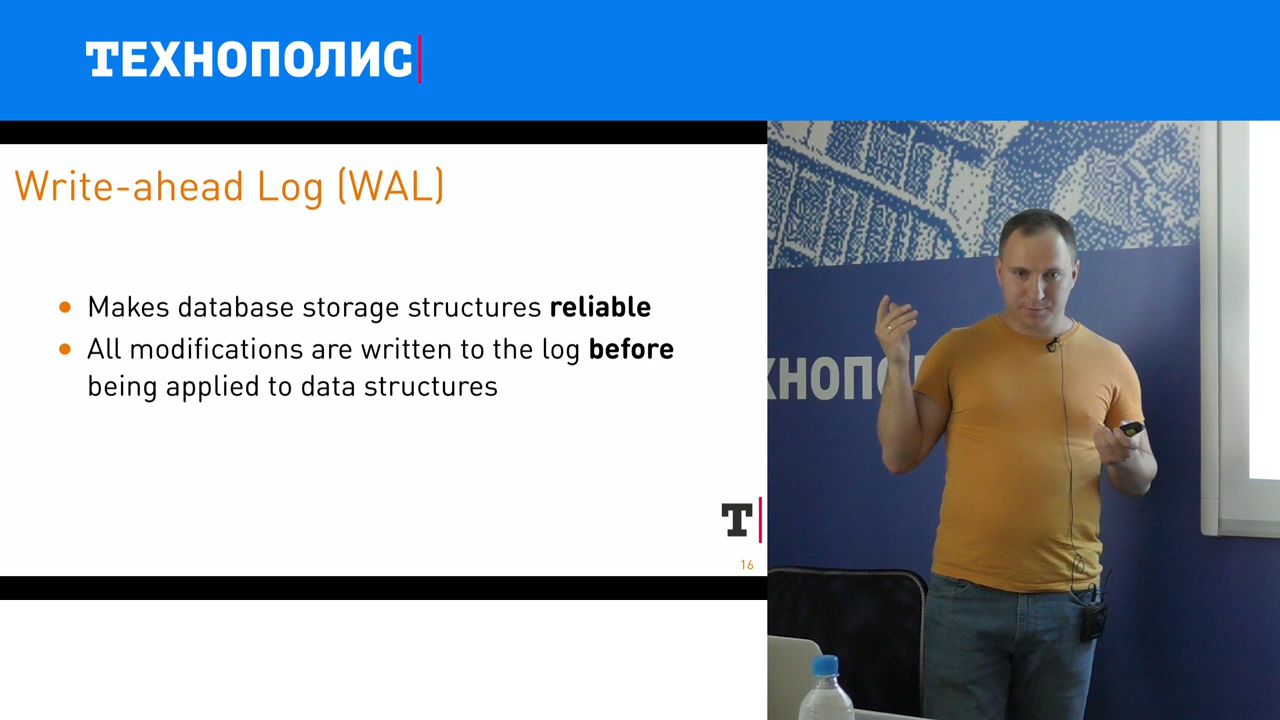 ТЕХНОПОЛИС
Write-ahead Log (WAL)
Makes database storage structures reliable
All modifications are written to the log before
being applied to data structures
T
16
ХНОПО